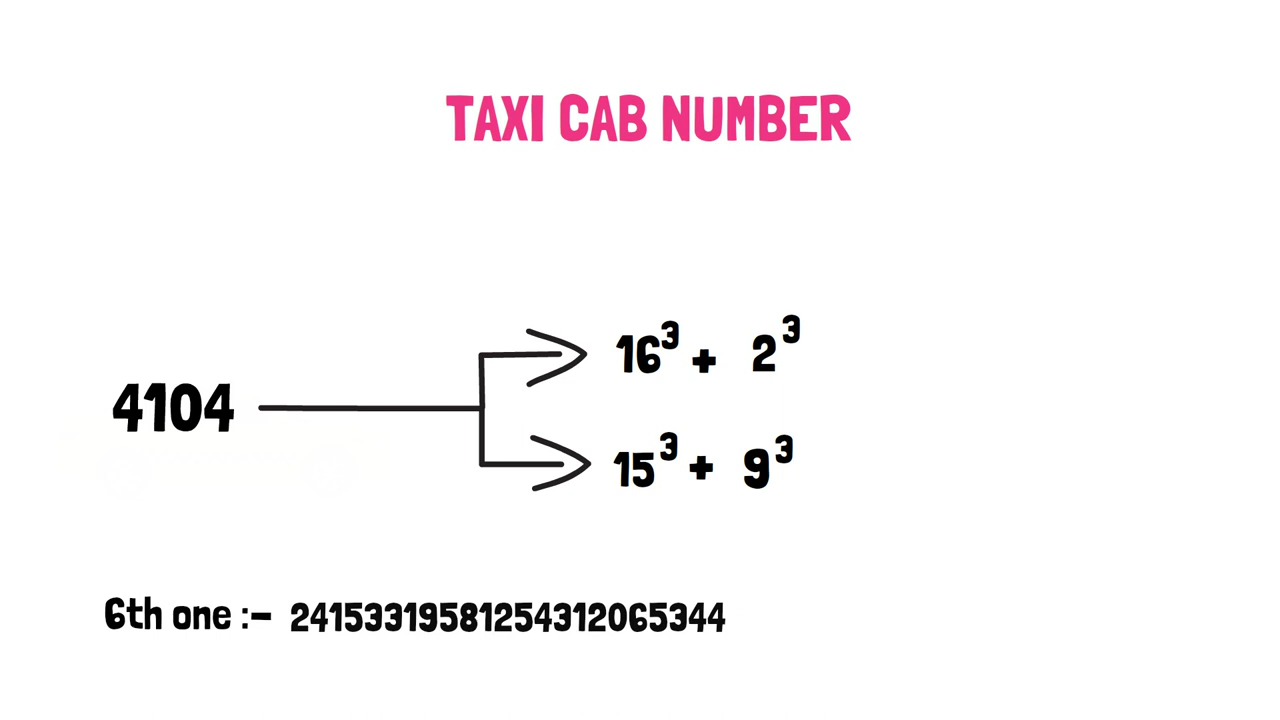 TAXI CAB NUMBER
16³ + 2³
4104
15³ + 9³
6th one :- 24153319581254312065344